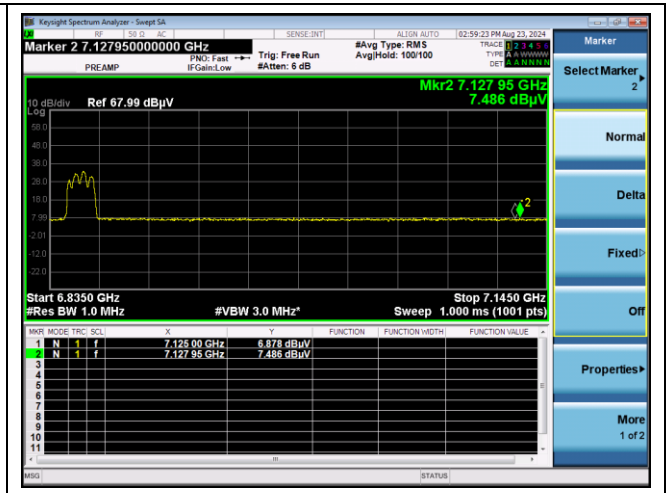 Keysight Spectrum Analyzer - Swept SA
RF 50 Ω AC SENSE:INT ALIGN AUTO 02:59:23 PM Aug 23, 2024
Marker 2 7.127950000000 GHz
PREAMP
PNO: Fast
IFGain:Low
Trig: Free Run
#Atten: 6 dB
#Avg Type: RMS
Avg|Hold: 100/100
TRACE 1 2 3 4 5 6
TYPE A A WWWW
DET A A N N N N
Mkr2 7.127 95 GHz
7.486 dBµV
10 dB/div Ref 67.99 dBµV
Log
58.0
48.0
38.0
28.0
18.0
7.99
-2.01
-12.0
-22.0
2
Start 6.8350 GHz Stop 7.1450 GHz
#Res BW 1.0 MHz #VBW 3.0 MHz* Sweep 1.000 ms (1001 pts)
MKR MODE TRC SCL X Y FUNCTION FUNCTION WIDTH FUNCTION VALUE
1 N 1 f 7.125 00 GHz 6.878 dBµV
2 N 1 f 7.127 95 GHz 7.486 dBµV
3
4
5
6
7
8
9
10
11
MSG STATUS
Marker
Select Marker
2
Normal
Delta
Fixed
Off
Properties
More
1 of 2